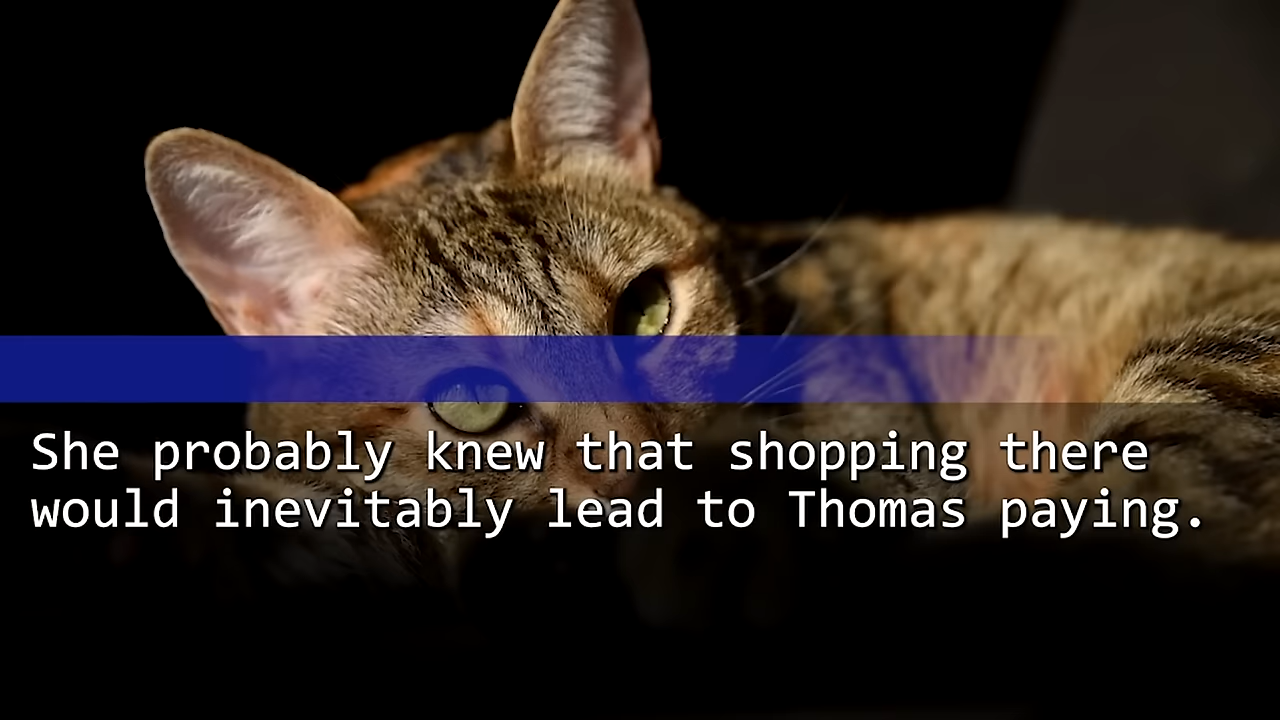 She probably knew that shopping there
would inevitably lead to Thomas paying.